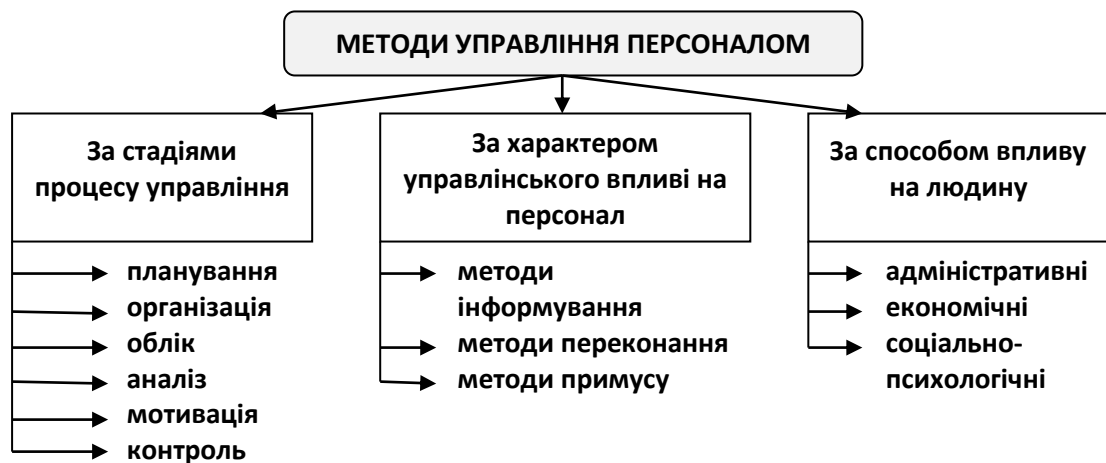 МЕТОДИ УПРАВЛІННЯ ПЕРСОНАЛОМ
За стадіями
процесу управління
планування
організація
облік
аналіз
мотивація
контроль
За характером
управлінського впливі на
персонал
методи
інформування
методи переконання
методи примусу
За способом впливу
на людину
адміністративні
економічні
соціально-
психологічні